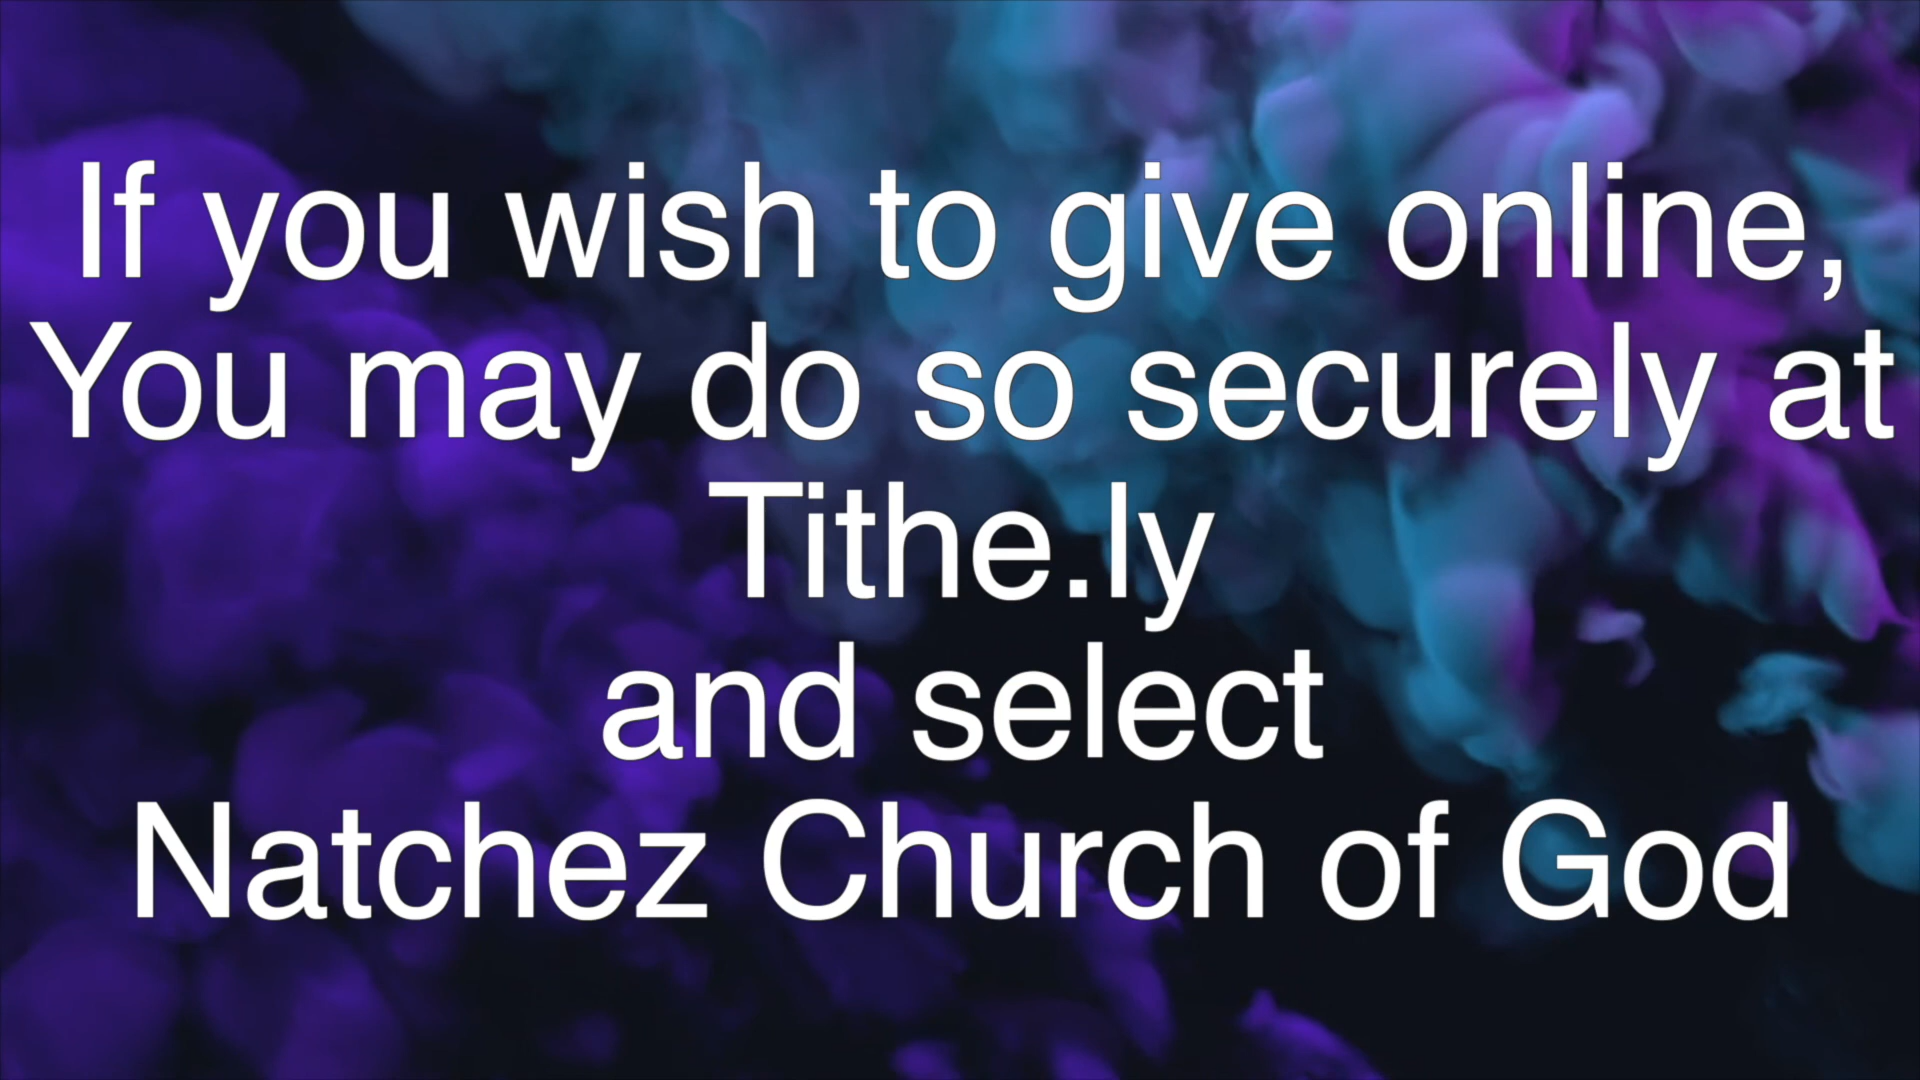 If you wish to give online,
You may do so securely at
Tithe.ly
and select
Natchez Church of God